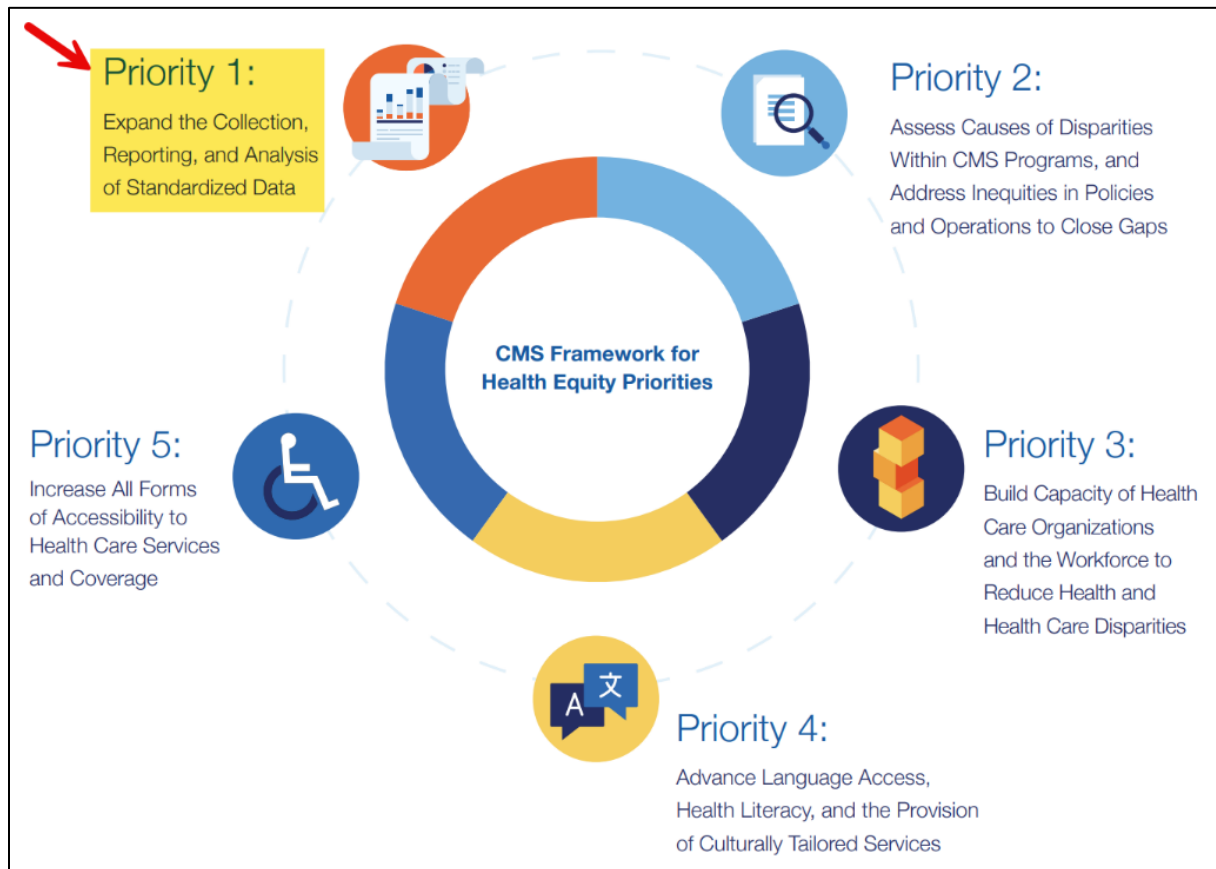 Priority 1:
Expand the Collection,
Reporting, and Analysis
of Standardized Data
Priority 2:
Assess Causes of Disparities
Within CMS Programs, and
Address Inequities in Policies
and Operations to Close Gaps
CMS Framework for
Health Equity Priorities
Priority 3:
Build Capacity of Health
Care Organizations
and the Workforce to
Reduce Health and
Health Care Disparities
Priority 4:
Advance Language Access,
Health Literacy, and the Provision
of Culturally Tailored Services
A 文
Priority 5:
Increase All Forms
of Accessibility to
Health Care Services
and Coverage